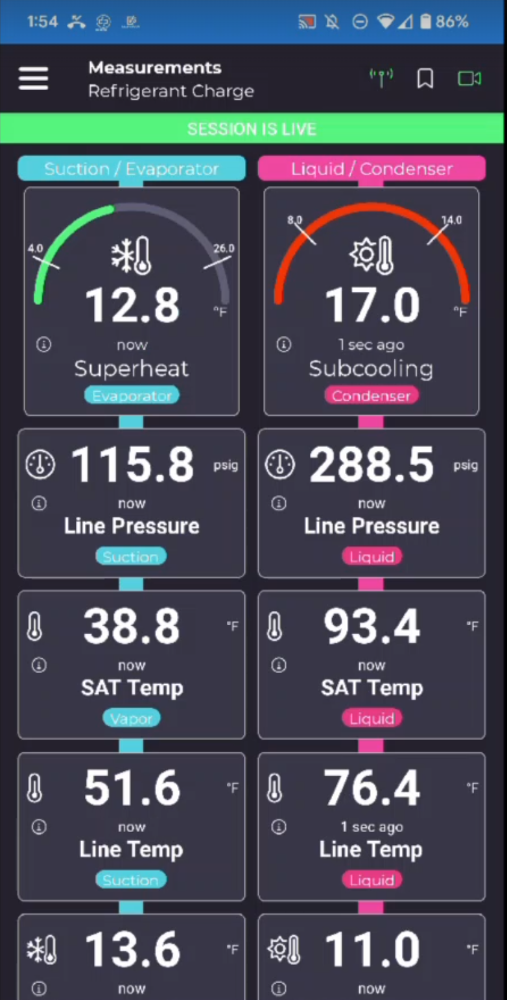 1:54 86%
Measurements
Refrigerant Charge
SESSION IS LIVE
Suction / Evaporator Liquid / Condenser
4.0 26.0 8.0 14.0
12.8 °F 17.0 °F
now 1 sec ago
Superheat Subcooling
Evaporator Condenser
115.8 psig 288.5 psig
now now
Line Pressure Line Pressure
Suction Liquid
38.8 °F 93.4 °F
now now
SAT Temp SAT Temp
Vapor Liquid
51.6 °F 76.4 °F
now 1 sec ago
Line Temp Line Temp
Suction Liquid
13.6 °F 11.0 °F
now now